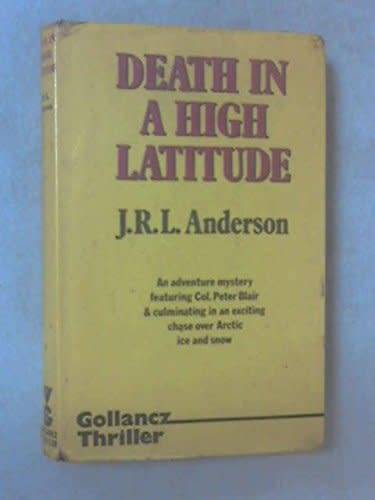 DEATH IN
A HIGH
LATITUDE
J.R.L. Anderson
An adventure mystery
featuring Col. Peter Blair
& culminating in an exciting
chase over Arctic
ice and snow
Gollancz
Thriller